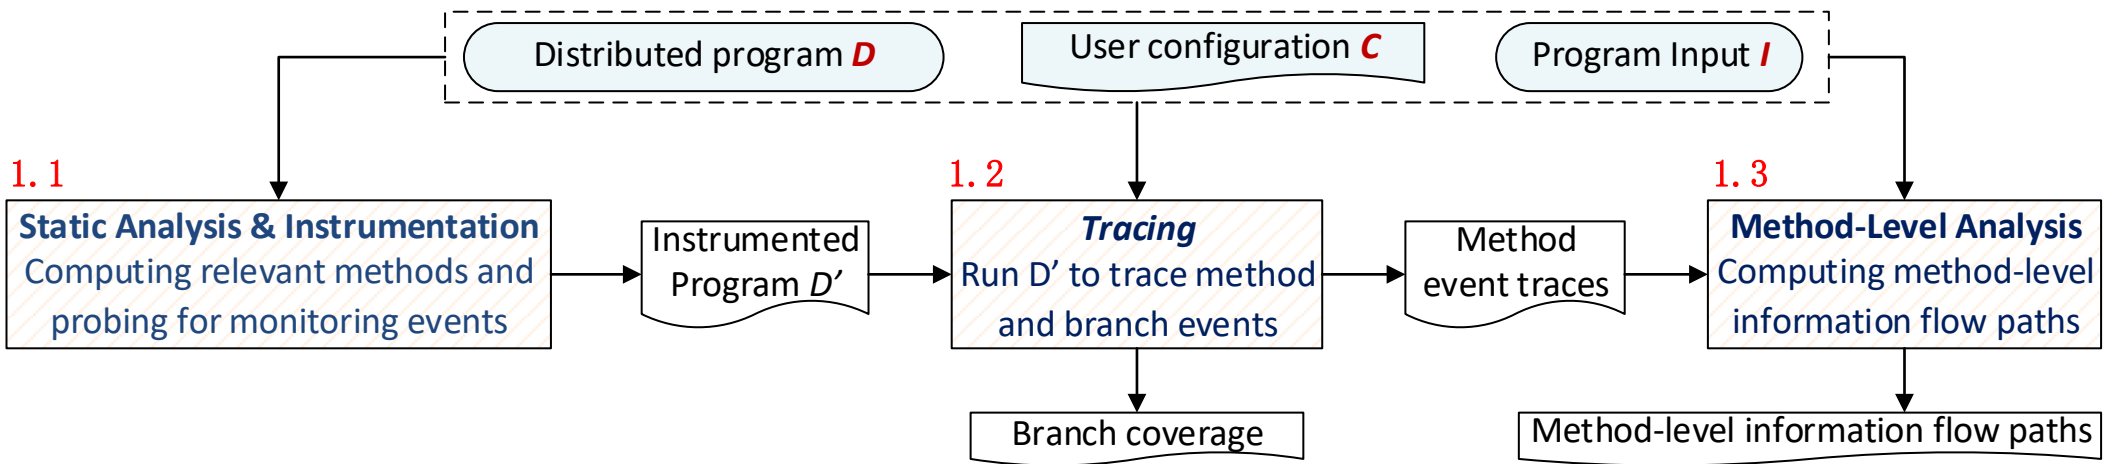 Distributed program D
User configuration C
Program Input I
1.1
1.2
1.3
Static Analysis & Instrumentation
Computing relevant methods and
probing for monitoring events
Instrumented
Program D’
Tracing
Run D’ to trace method
and branch events
Method
event traces
Method-Level Analysis
Computing method-level
information flow paths
Branch coverage
Method-level information flow paths